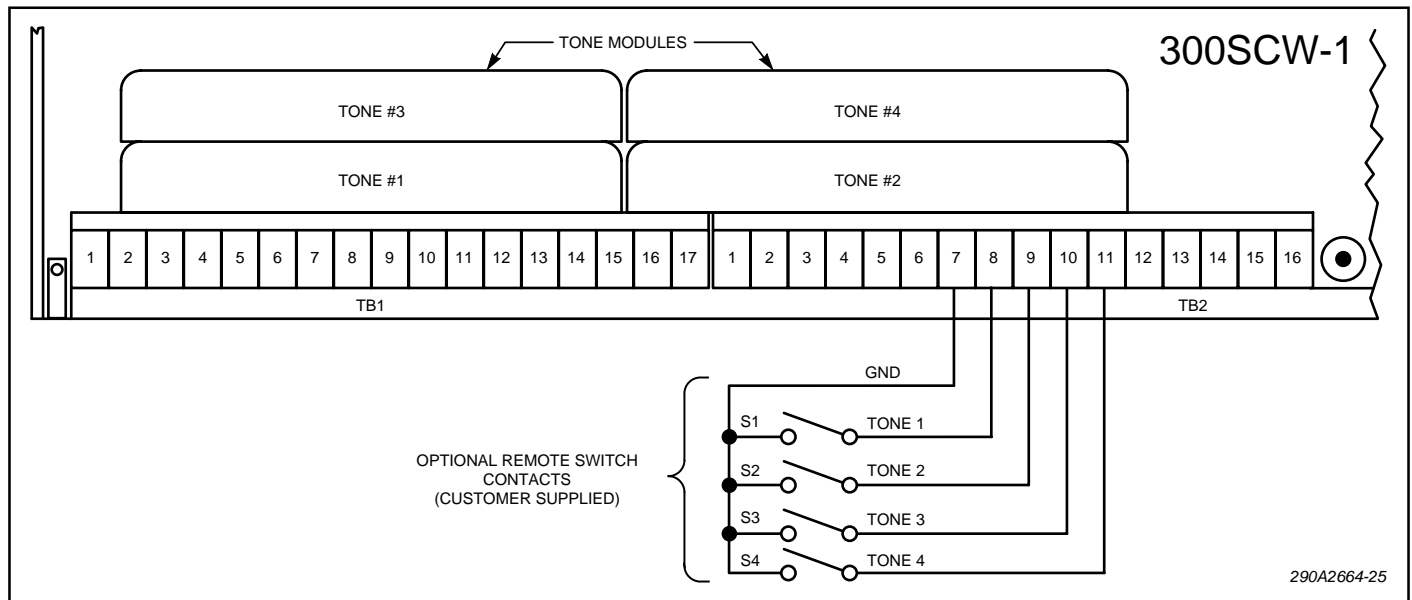 TONE MODULES
300SCW-1
TONE #3
TONE #4
TONE #1
TONE #2
1 2 3 4 5 6 7 8 9 10 11 12 13 14 15 16 17 1 2 3 4 5 6 7 8 9 10 11 12 13 14 15 16
TB1
TB2
GND
S1 TONE 1
S2 TONE 2
S3 TONE 3
S4 TONE 4
OPTIONAL REMOTE SWITCH
CONTACTS
(CUSTOMER SUPPLIED)
290A2664-25